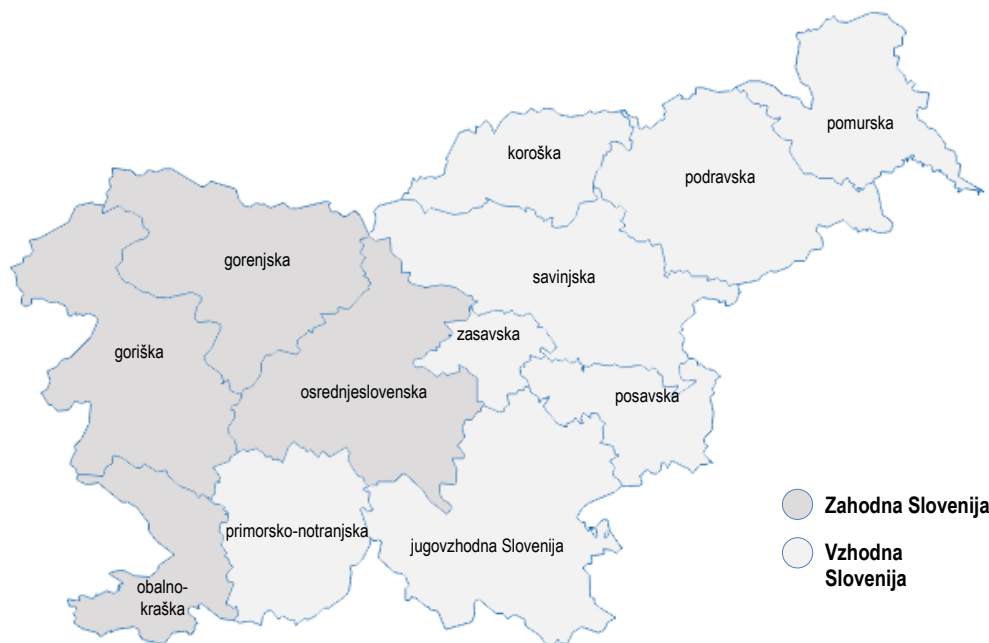 pomurska
koroška
podravska
gorenjska
savinjska
zasavska
goriška
osrednjeslovenska
posavska
primorsko-notranjska
jugovzhodna Slovenija
obalno-
kraška
Zahodna Slovenija
Vzhodna
Slovenija